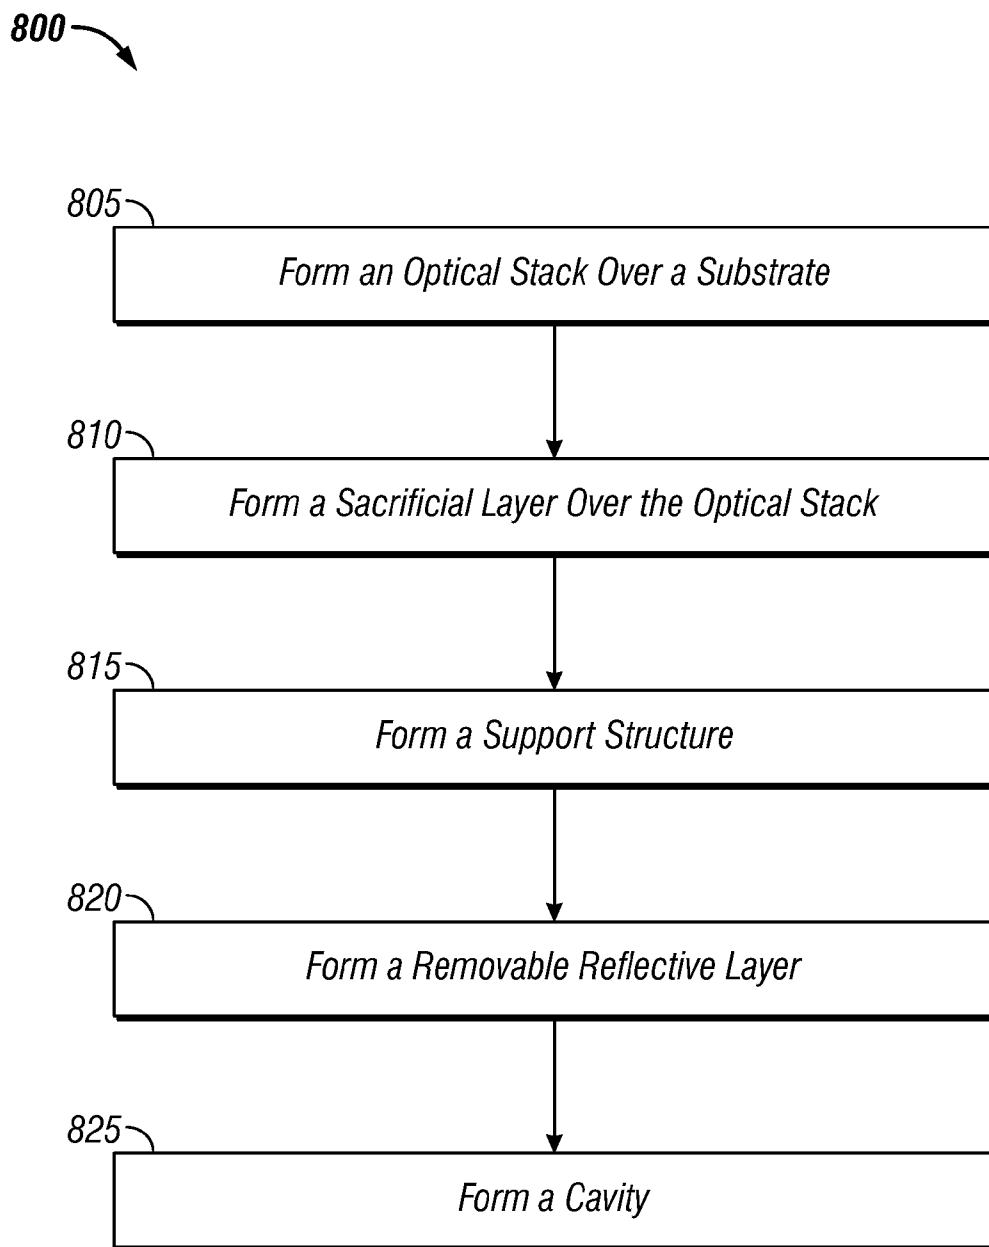 800
805
Form an Optical Stack Over a Substrate
810
Form a Sacrificial Layer Over the Optical Stack
815
Form a Support Structure
820
Form a Removable Reflective Layer
825
Form a Cavity